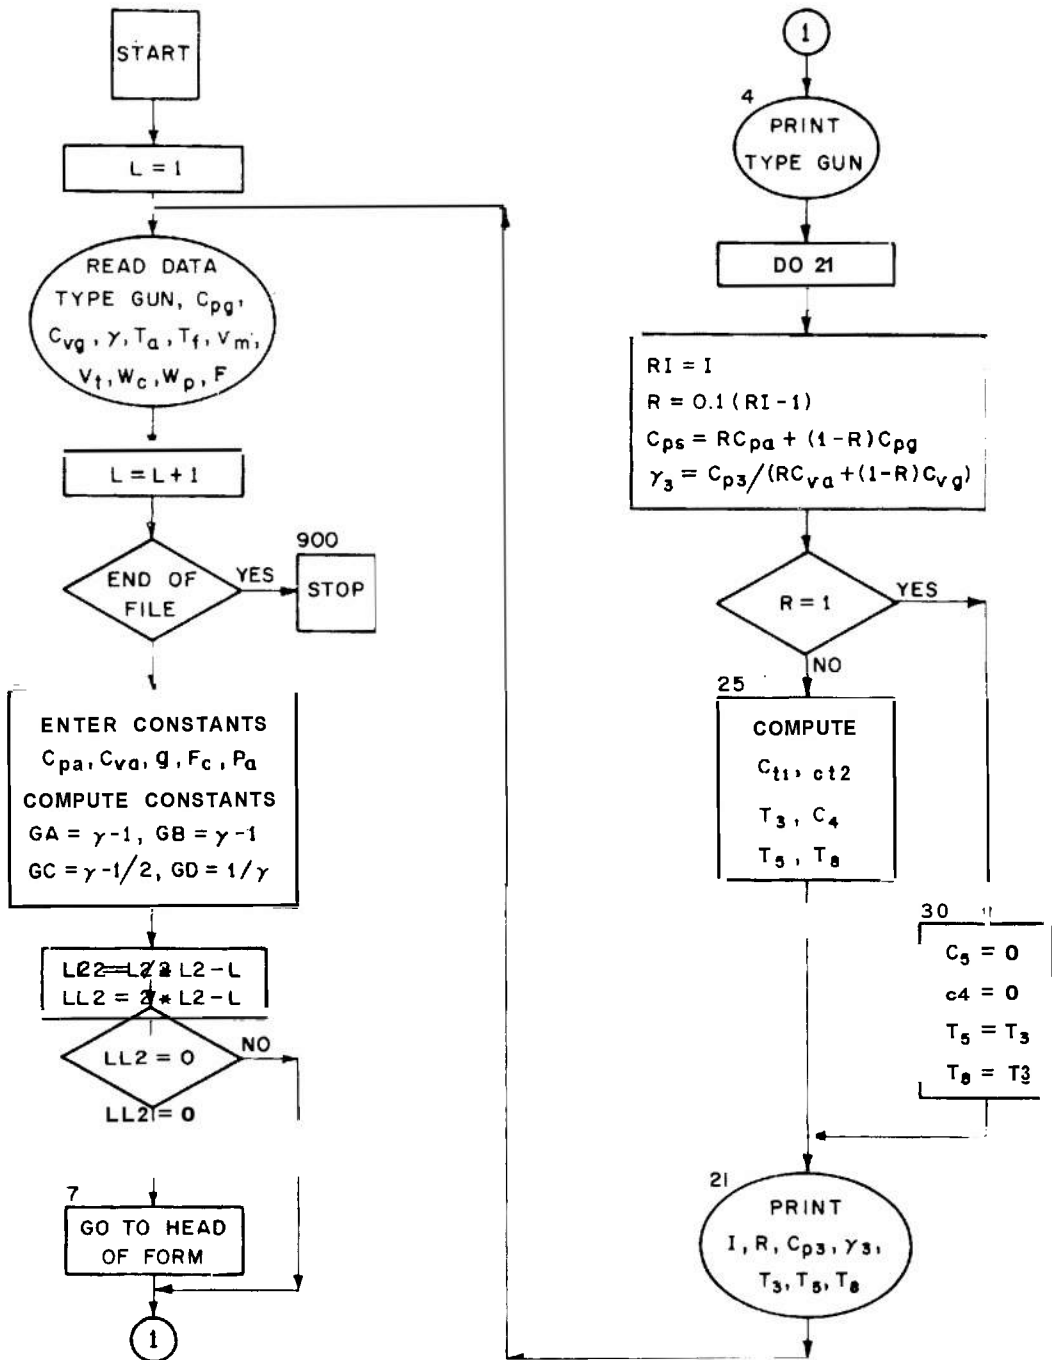 START
L = 1
READ DATA
TYPE GUN, Cpg,
Cvg, γ, Ta, Tf, Vm,
Vt, Wc, Wp, F
L = L + 1
END OF
FILE
YES
900
STOP
ENTER CONSTANTS
Cpa, Cva, g, Fc, Pa
COMPUTE CONSTANTS
GA = γ-1, GB = γ-1
GC = γ-1/2, GD = 1/γ
L2-L
LL2 = 2 * L2-L
LL2 = 0
NO
LL2 = 0
7
GO TO HEAD
OF FORM
1
1
4
PRINT
TYPE GUN
DO 21
RI = I
R = 0.1 (RI-1)
Cps = RCpa + (1-R)Cpg
γ3 = Cp3/(RCva+(1-R)Cvg)
R = 1
YES
NO
25
COMPUTE
Ct1, ct2
T3, C4
T5, T8
30
C5 = 0
c4 = 0
T5 = T3
T8 = T3
21
PRINT
I, R, Cp3, γ3,
T3, T5, T8